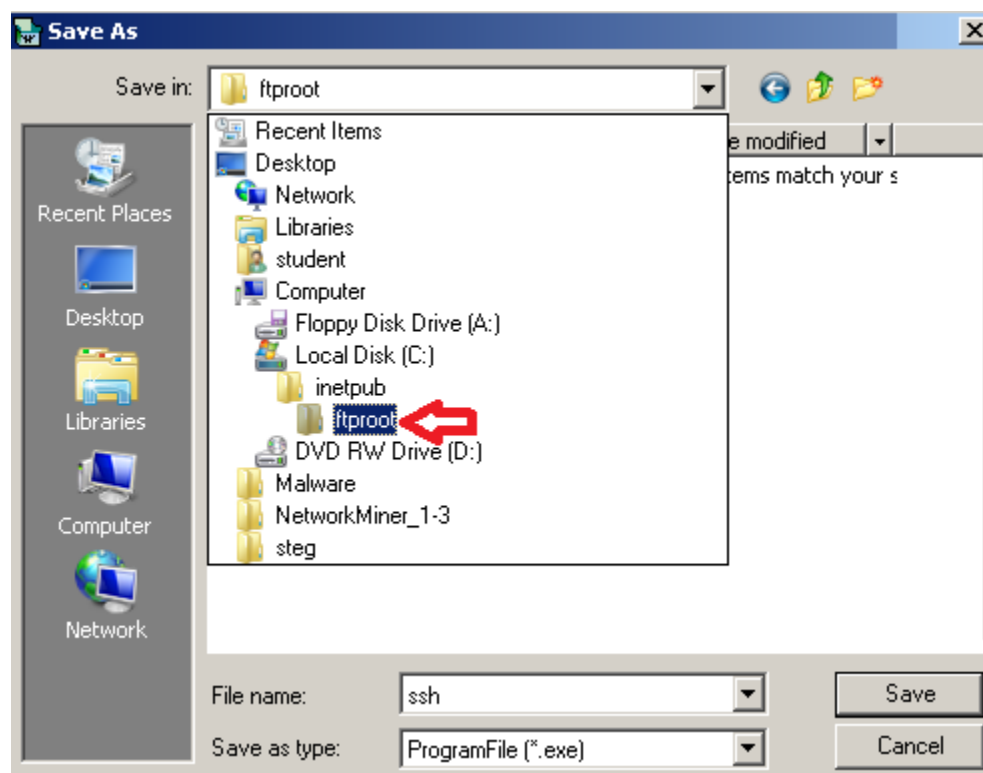 Save As
Save in:
ftproot
Recent Items
Desktop
Network
Libraries
student
Computer
Floppy Disk Drive (A:)
Local Disk (C:)
inetpub
ftproot
DVD RW Drive (D:)
Malware
NetworkMiner_1-3
steg
e modified
tems match your s
Recent Places
Desktop
Libraries
Computer
Network
File name:
ssh
Save
Save as type:
ProgramFile (*.exe)
Cancel